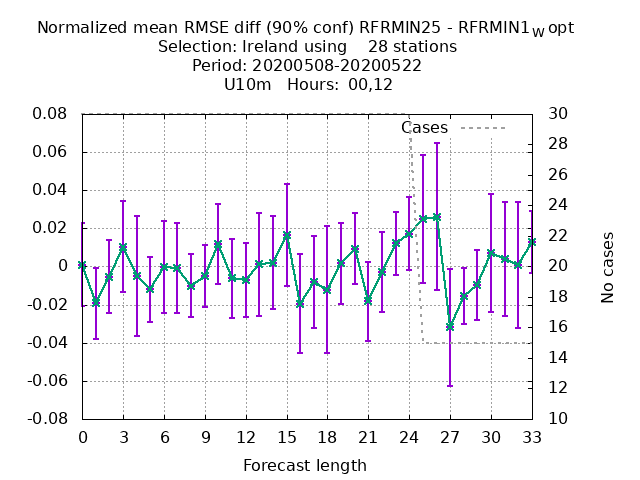 Normalized mean RMSE diff (90% conf) RFRMIN25 - RFRMIN1w opt
Selection: Ireland using 28 stations
Period: 20200508-20200522
U10m Hours: 00,12
Cases
0.08
0.06
0.04
0.02
0
-0.02
-0.04
-0.06
-0.08
30
28
26
24
22
20
18
16
14
12
10
No cases
0 3 6 9 12 15 18 21 24 27 30 33
Forecast length